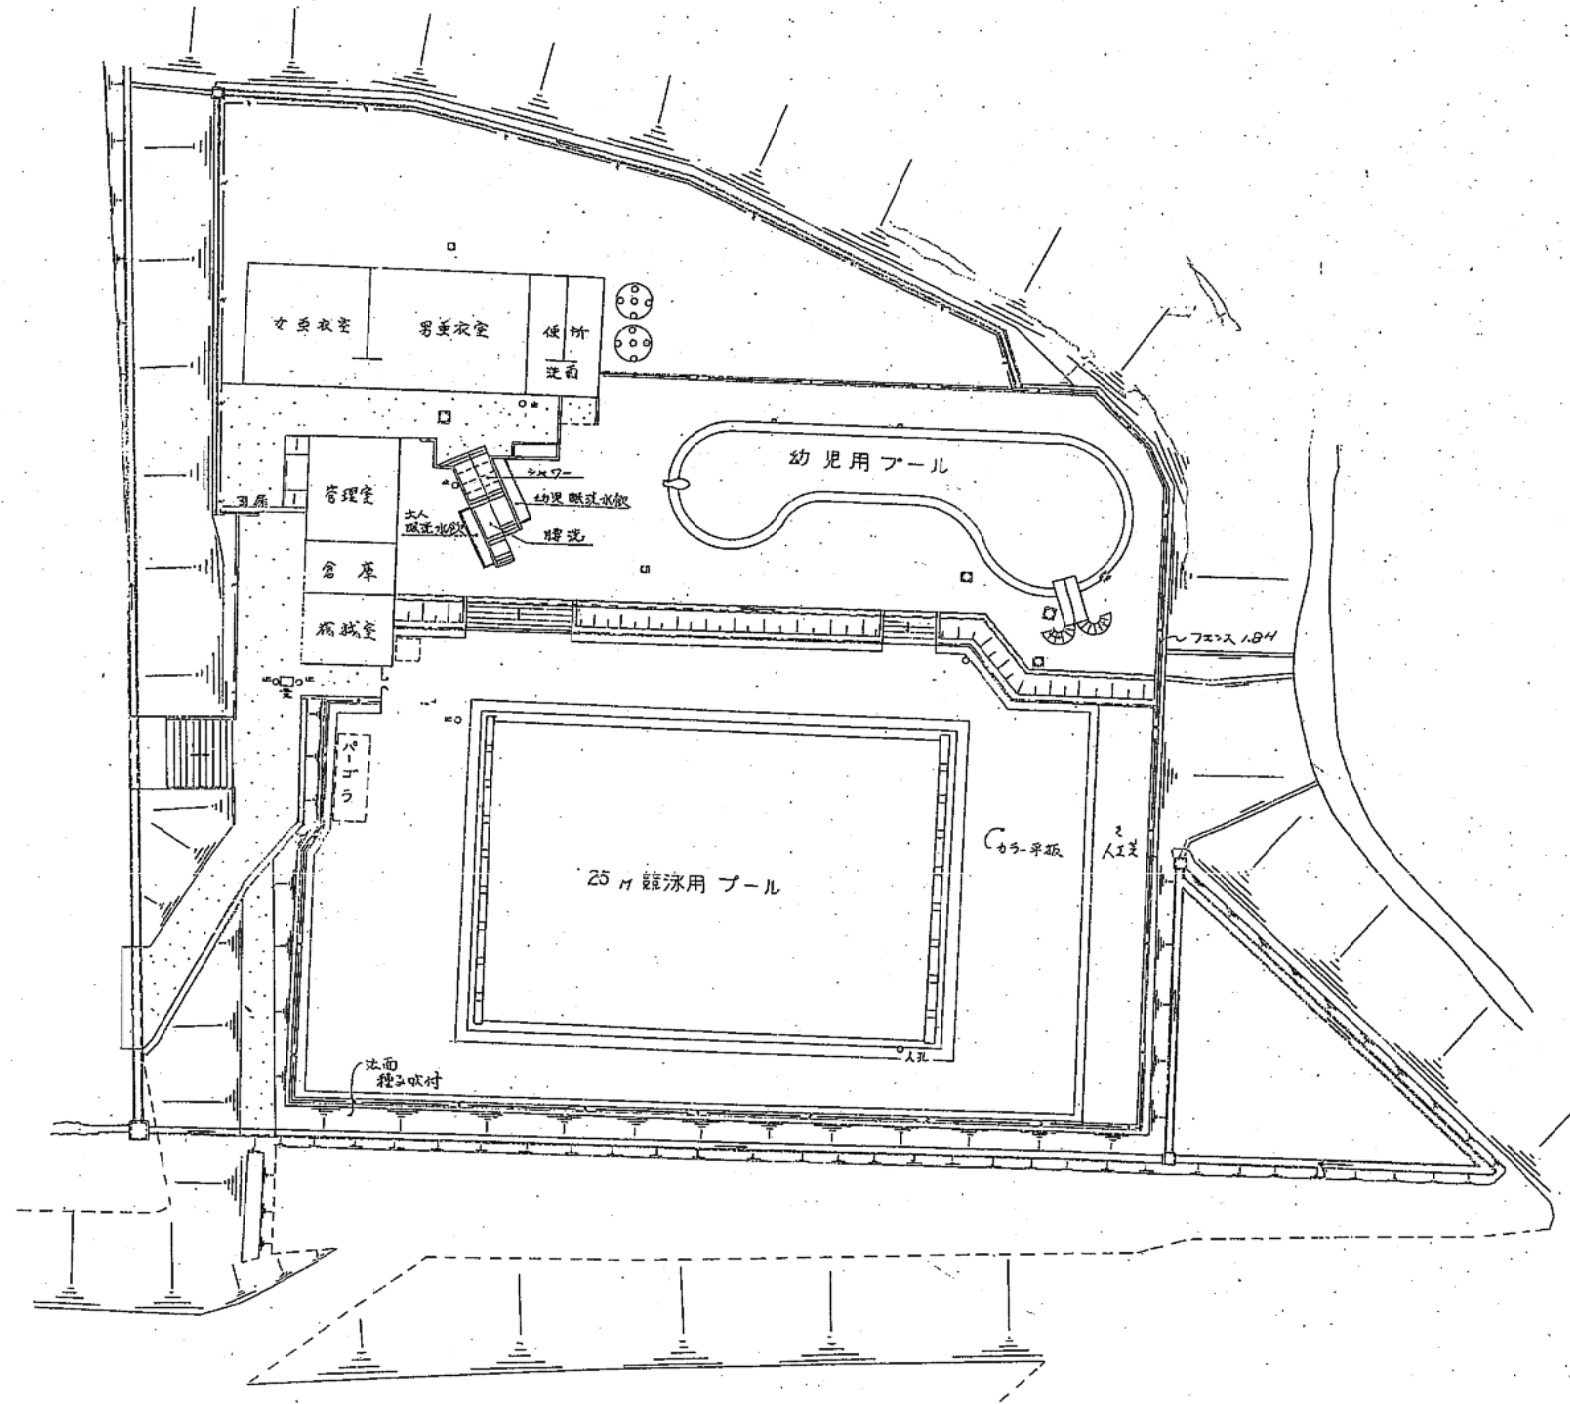 女更衣室
男更衣室
便所
洗面
幼児用プール
シャワー
幼児眼洗水飲
大人
眼洗水飲
腰洗
管理室
倉庫
機械室
フェンス 1.8H
パーゴラ
25M 競泳用 プール
カラー平板
人工芝
人孔
法面
種子吹付